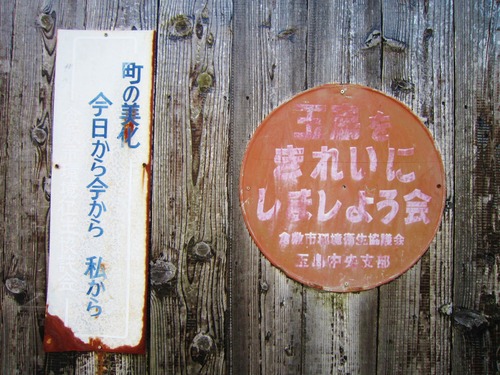 町の美化
今日から今から 私から
玉島を
きれいに
しましょう会
倉敷市環境衛生協議会
玉島中央支部